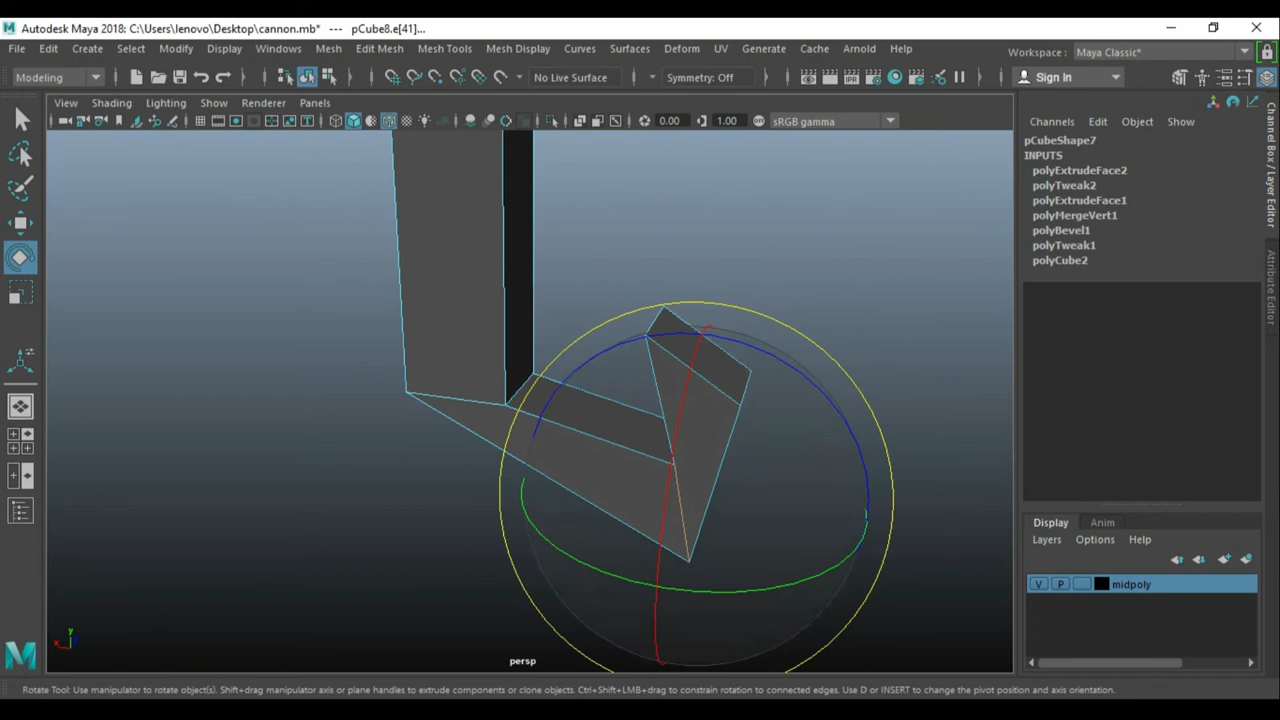 Autodesk Maya 2018: C:\Users\lenovo\Desktop\cannon.mb* --- pCube8.e[41]...
File Edit Create Select Modify Display Windows Mesh Edit Mesh Mesh Tools Mesh Display Curves Surfaces Deform UV Generate Cache Arnold Help Workspace : Maya Classic*
Modeling No Live Surface Symmetry: Off Sign In
View Shading Lighting Show Renderer Panels
0.00 1.00 sRGB gamma
Channels Edit Object Show
pCubeShape7
INPUTS
polyExtrudeFace2
polyTweak2
polyExtrudeFace1
polyMergeVert1
polyBevel1
polyTweak1
polyCube2
Channel Box / Layer Editor
Attribute Editor
Display Anim
Layers Options Help
V P midpoly
y
x
persp
Rotate Tool: Use manipulator to rotate object(s). Shift+drag manipulator axis or plane handles to extrude components or clone objects. Ctrl+Shift+LMB+drag to constrain rotation to connected edges. Use D or INSERT to change the pivot position and axis orientation.